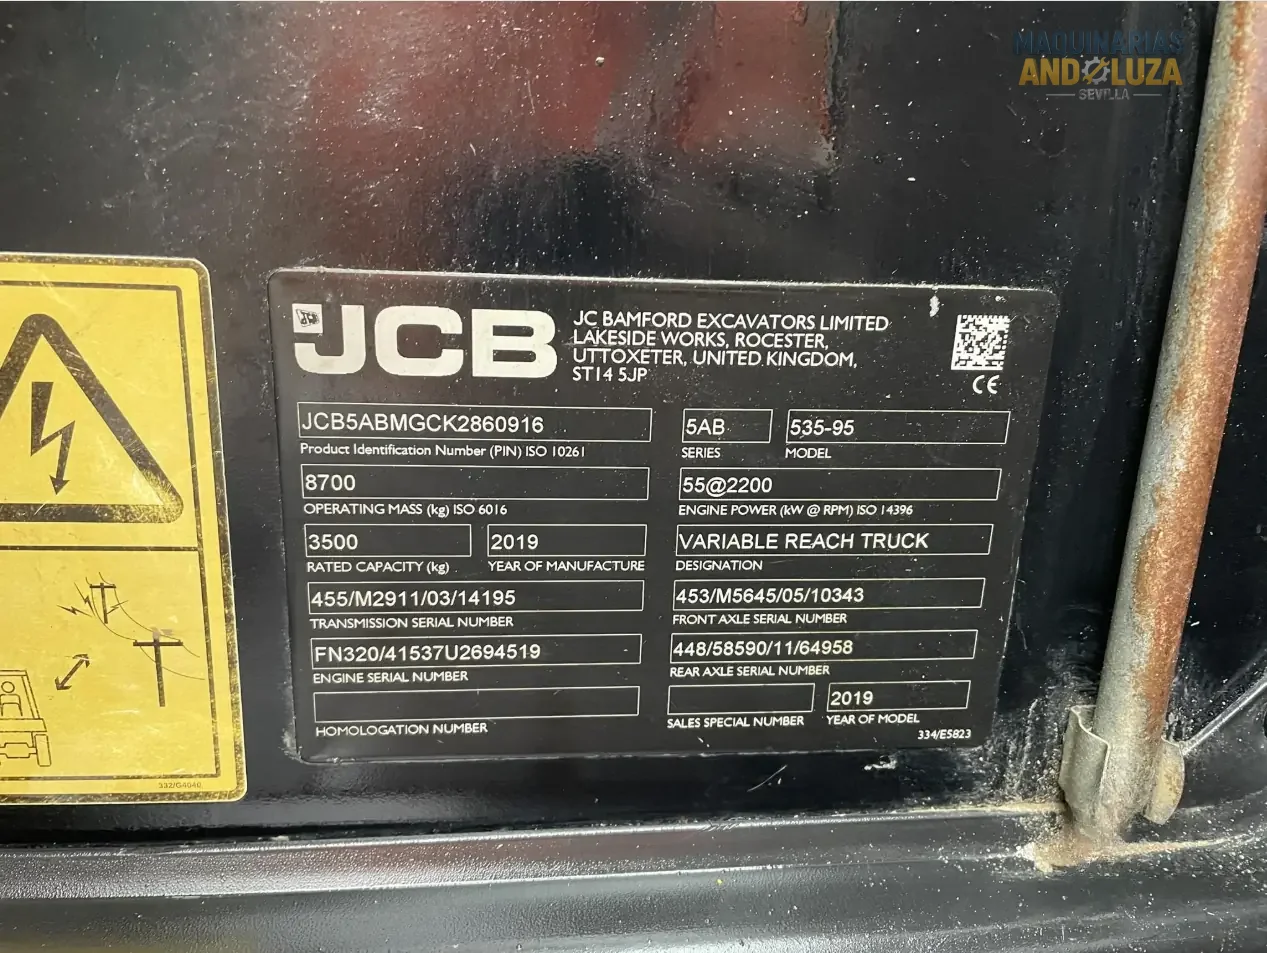 MAQUINARIAS
ANDALUZA
SEVILLA
JCB
JC BAMFORD EXCAVATORS LIMITED
LAKESIDE WORKS, ROCESTER,
UTTOXETER, UNITED KINGDOM,
ST14 5JP
CE
JCB5ABMGCK2860916
Product Identification Number (PIN) ISO 10261
5AB
SERIES
535-95
MODEL
8700
OPERATING MASS (kg) ISO 6016
55@2200
ENGINE POWER (kW @ RPM) ISO 14396
3500
RATED CAPACITY (kg)
2019
YEAR OF MANUFACTURE
VARIABLE REACH TRUCK
DESIGNATION
455/M2911/03/14195
TRANSMISSION SERIAL NUMBER
453/M5645/05/10343
FRONT AXLE SERIAL NUMBER
FN320/41537U2694519
ENGINE SERIAL NUMBER
448/58590/11/64958
REAR AXLE SERIAL NUMBER
HOMOLOGATION NUMBER
SALES SPECIAL NUMBER
2019
YEAR OF MODEL
334/E5823
332/G4040